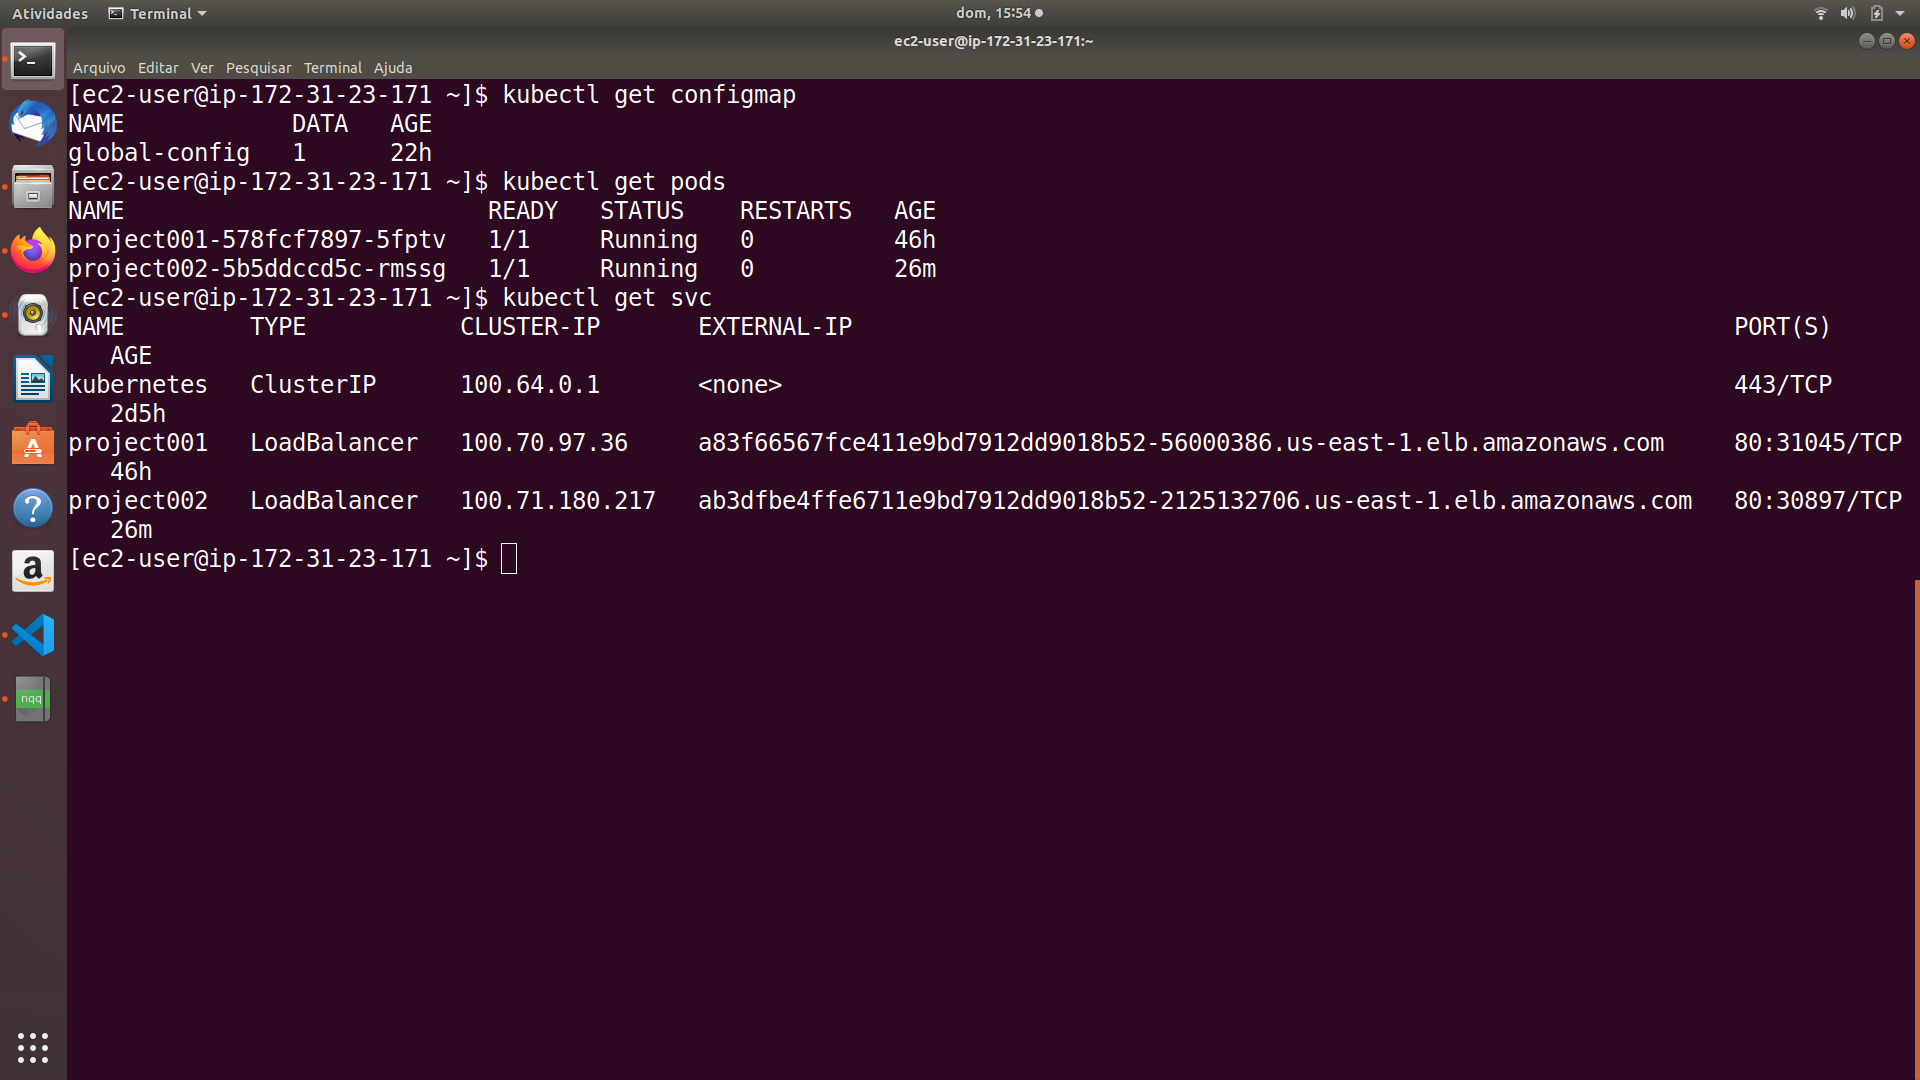 Atividades Terminal dom, 15:54
ec2-user@ip-172-31-23-171:~
Arquivo Editar Ver Pesquisar Terminal Ajuda
[ec2-user@ip-172-31-23-171 ~]$ kubectl get configmap
NAME            DATA   AGE
global-config   1      22h
[ec2-user@ip-172-31-23-171 ~]$ kubectl get pods
NAME                          READY   STATUS    RESTARTS   AGE
project001-578fcf7897-5fptv   1/1     Running   0          46h
project002-5b5ddccd5c-rmssg   1/1     Running   0          26m
[ec2-user@ip-172-31-23-171 ~]$ kubectl get svc
NAME         TYPE           CLUSTER-IP       EXTERNAL-IP                                                               PORT(S)
   AGE
kubernetes   ClusterIP      100.64.0.1       <none>                                                                    443/TCP
   2d5h
project001   LoadBalancer   100.70.97.36     a83f66567fce411e9bd7912dd9018b52-56000386.us-east-1.elb.amazonaws.com     80:31045/TCP
   46h
project002   LoadBalancer   100.71.180.217   ab3dfbe4ffe6711e9bd7912dd9018b52-2125132706.us-east-1.elb.amazonaws.com   80:30897/TCP
   26m
[ec2-user@ip-172-31-23-171 ~]$
A
?
a
nqq